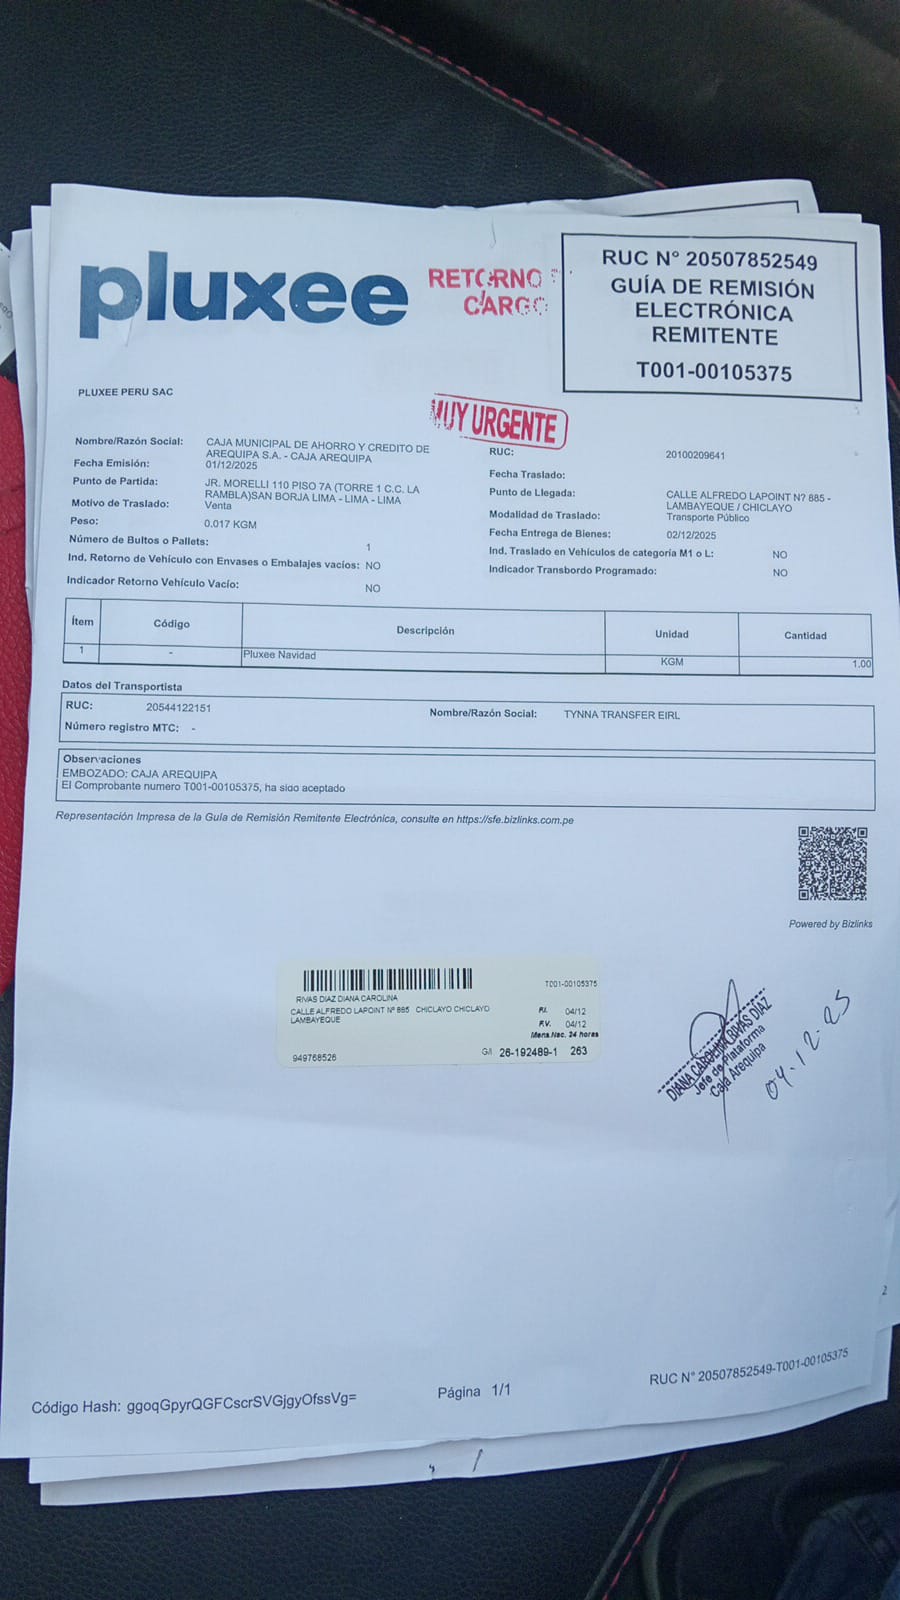 pluxee
RETORNO
CARGO
RUC N° 20507852549
GUÍA DE REMISIÓN
ELECTRÓNICA
REMITENTE
T001-00105375
PLUXEE PERU SAC
MUY URGENTE
Nombre/Razón Social: CAJA MUNICIPAL DE AHORRO Y CREDITO DE
AREQUIPA S.A. - CAJA AREQUIPA
RUC: 20100209641
Fecha Emisión: 01/12/2025
Fecha Traslado:
Punto de Partida: JR. MORELLI 110 PISO 7A (TORRE 1 C.C. LA
RAMBLA)SAN BORJA LIMA - LIMA - LIMA
Punto de Llegada: CALLE ALFREDO LAPOINT N? 885 -
LAMBAYEQUE / CHICLAYO
Motivo de Traslado: Venta
Modalidad de Traslado: Transporte Público
Peso: 0.017 KGM
Fecha Entrega de Bienes: 02/12/2025
Número de Bultos o Pallets: 1
Ind. Traslado en Vehículos de categoría M1 o L: NO
Ind. Retorno de Vehículo con Envases o Embalajes vacíos: NO
Indicador Transbordo Programado: NO
Indicador Retorno Vehículo Vacío: NO
Ítem Código Descripción Unidad Cantidad
1 - Pluxee Navidad KGM 1.00
Datos del Transportista
RUC: 20544122151 Nombre/Razón Social: TYNNA TRANSFER EIRL
Número registro MTC: -
Observaciones
EMBOZADO: CAJA AREQUIPA
El Comprobante numero T001-00105375, ha sido aceptado
Representación Impresa de la Guía de Remisión Remitente Electrónica, consulte en https://sfe.bizlinks.com.pe
Powered by Bizlinks
T001-00105375
RIVAS DIAZ DIANA CAROLINA
CALLE ALFREDO LAPOINT Nº 885 CHICLAYO CHICLAYO
LAMBAYEQUE
P.I. 04/12
P.V. 04/12
Mens.Nac. 24 horas
949768526 G/I 26-192489-1 263
DIANA CAROLINA RIVAS DÍAZ
Jefe de Plataforma
Caja Arequipa
04.12.25
2
Código Hash: ggoqGpyrQGFCscrSVGjgyOfssVg=
Página 1/1
RUC N° 20507852549-T001-00105375